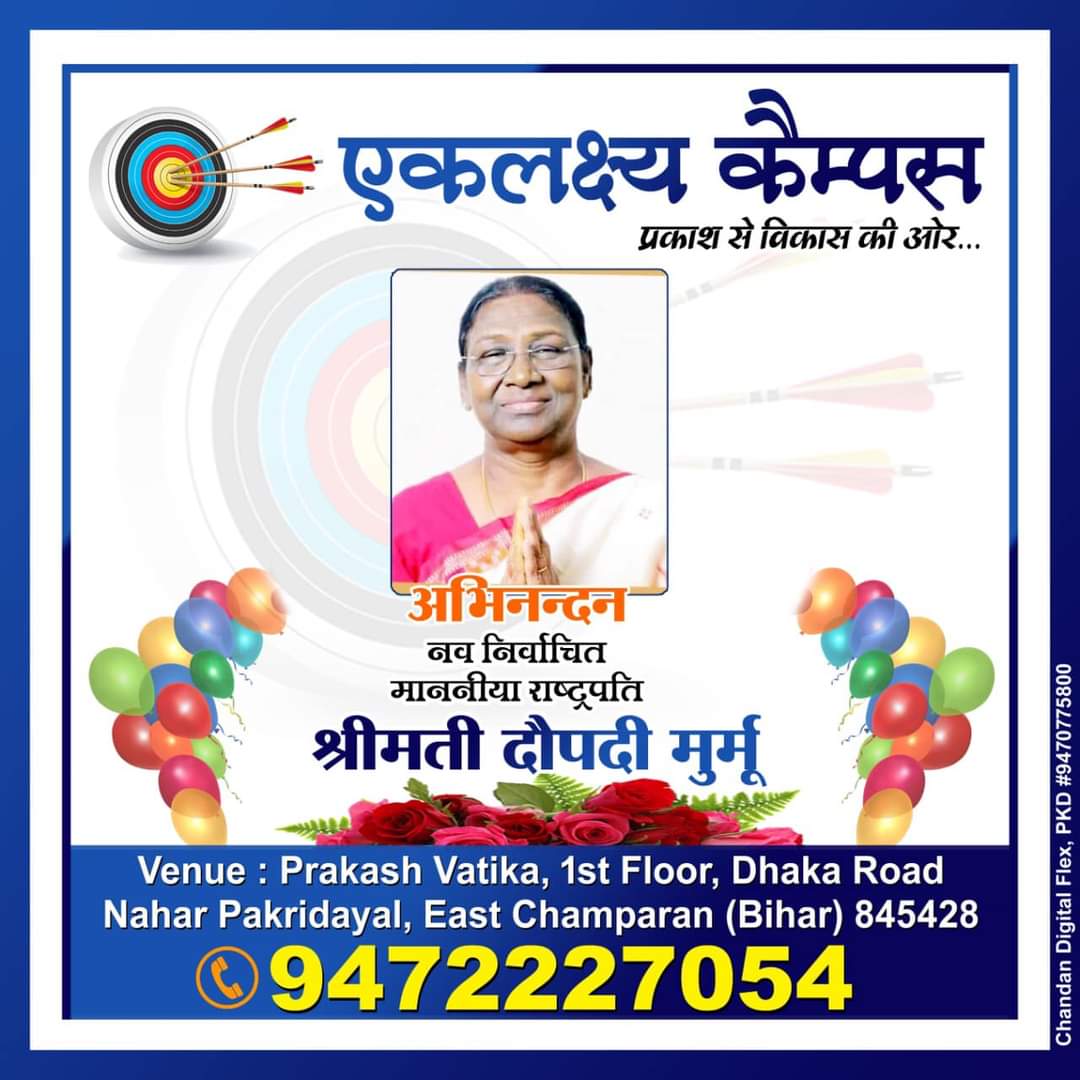 एकलक्ष्य कैम्पस
प्रकाश से विकास की ओर...
अभिनन्दन
नव निर्वाचित
माननीया राष्ट्रपति
श्रीमती दौपदी मुर्मू
Venue : Prakash Vatika, 1st Floor, Dhaka Road
Nahar Pakridayal, East Champaran (Bihar) 845428
9472227054
Chandan Digital Flex, PKD #9470775800